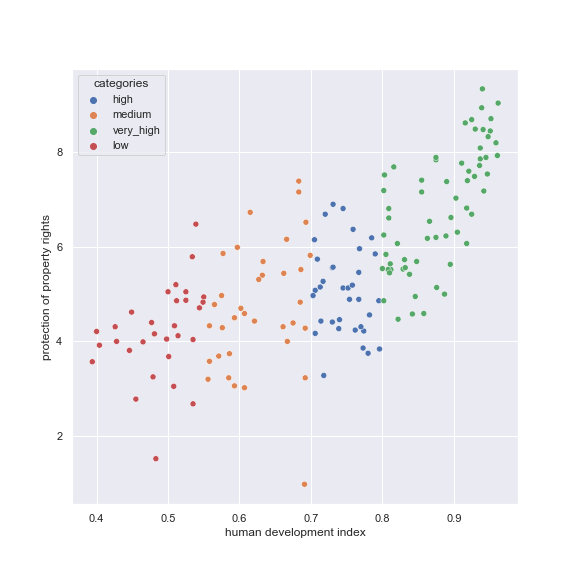 categories
high
medium
very_high
low
8
6
4
2
protection of property rights
0.4 0.5 0.6 0.7 0.8 0.9
human development index